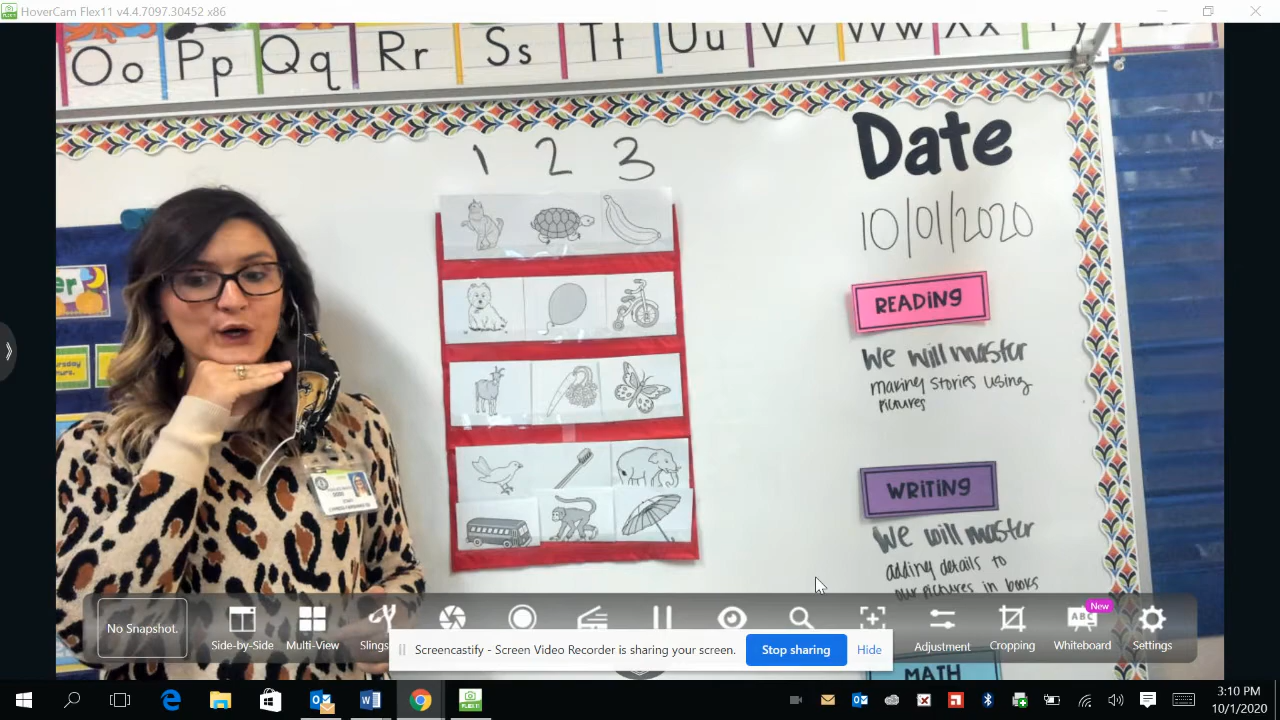 HoverCam Flex11 v4.4.7097.30452 x86
Oo Pp Qq Rr Ss Tt Uu Vv Ww Xx
1 2 3
Date
10/01/2020
READING
We will master
making stories using
pictures
WRITING
We will master
adding details to
our pictures in books
No Snapshot.
Side-by-Side
Multi-View
Slings
Adjustment
Cropping
New
ABC
Whiteboard
Settings
Screencastify - Screen Video Recorder is sharing your screen.
Stop sharing
Hide
MATH
FLEX11
3:10 PM
10/1/2020